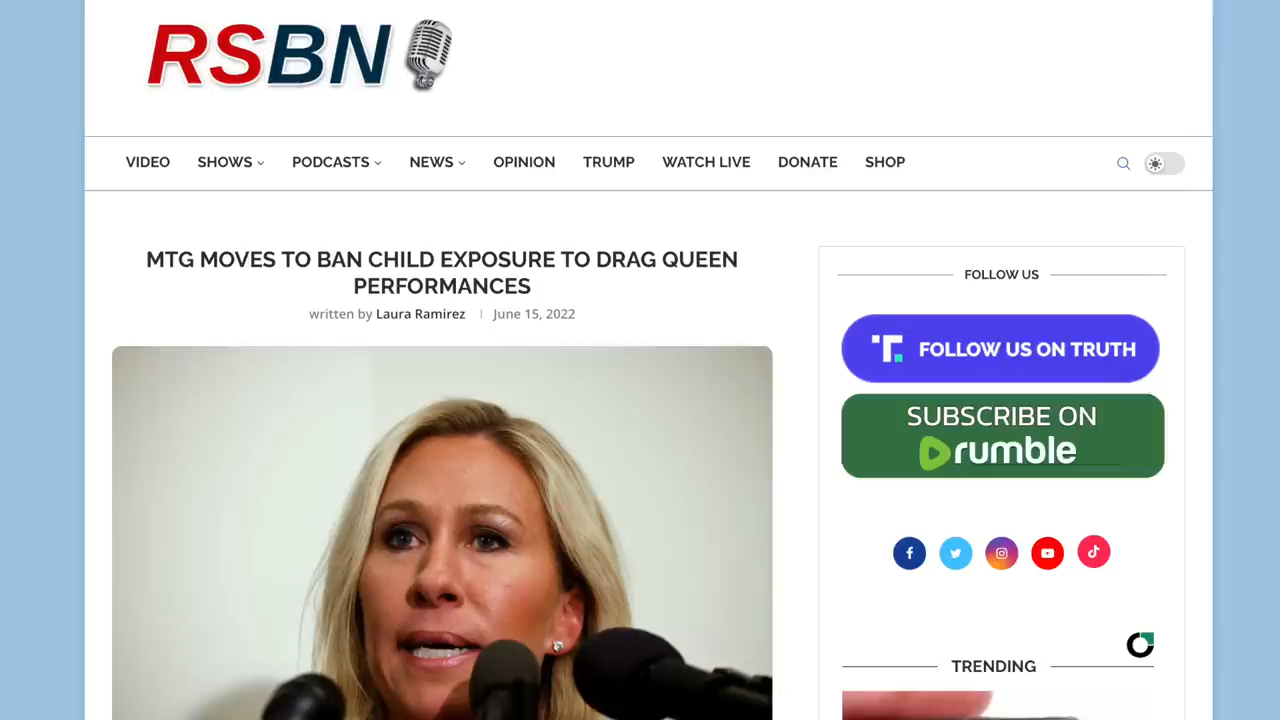 RSBN
VIDEO SHOWS PODCASTS NEWS OPINION TRUMP WATCH LIVE DONATE SHOP
MTG MOVES TO BAN CHILD EXPOSURE TO DRAG QUEEN
PERFORMANCES
written by Laura Ramirez | June 15, 2022
FOLLOW US
T. FOLLOW US ON TRUTH
SUBSCRIBE ON
rumble
TRENDING